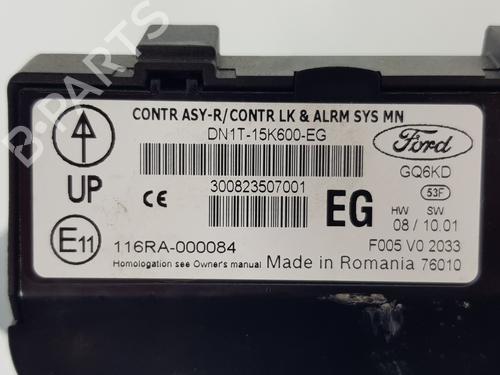 CONTR ASY-R/CONTR LK & ALRM SYS MN
DN1T-15K600-EG
Ford
GQ6KD
53F
UP
CE
300823507001
EG
HW SW
08 / 10.01
E11
116RA-000084
F005 V0 2033
Homologation see Owner's manual Made in Romania 76010
B-PARTS